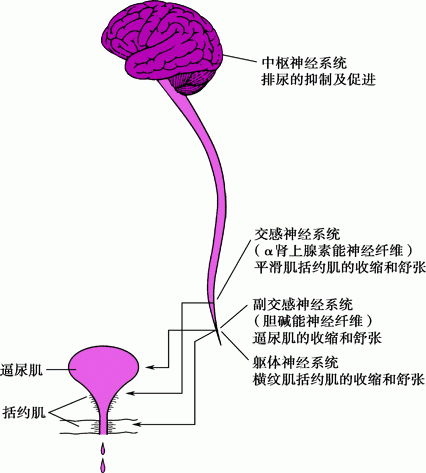 中枢神经系统
排尿的抑制及促进
交感神经系统
(α肾上腺素能神经纤维)
平滑肌括约肌的收缩和舒张
副交感神经系统
(胆碱能神经纤维)
逼尿肌的收缩和舒张
躯体神经系统
横纹肌括约肌的收缩和舒张
逼尿肌
括约肌